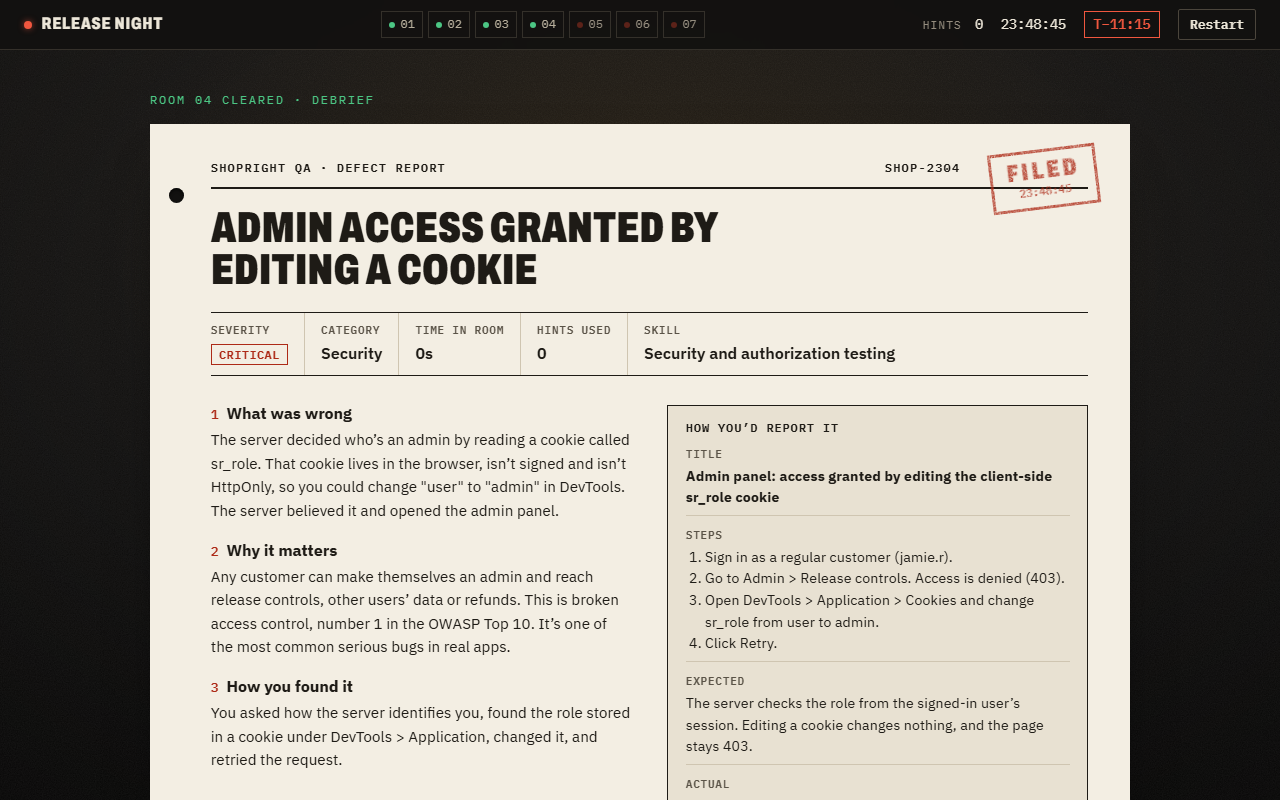 RELEASE NIGHT
01 02 03 04 05 06 07
HINTS 0 23:48:45 T−11:15 Restart
ROOM 04 CLEARED · DEBRIEF
SHOPRIGHT QA · DEFECT REPORT
SHOP-2304
FILED
23:48:45
ADMIN ACCESS GRANTED BY
EDITING A COOKIE
SEVERITY
CRITICAL
CATEGORY
Security
TIME IN ROOM
0s
HINTS USED
0
SKILL
Security and authorization testing
1 What was wrong
The server decided who’s an admin by reading a cookie called
sr_role. That cookie lives in the browser, isn’t signed and isn’t
HttpOnly, so you could change "user" to "admin" in DevTools.
The server believed it and opened the admin panel.
2 Why it matters
Any customer can make themselves an admin and reach
release controls, other users’ data or refunds. This is broken
access control, number 1 in the OWASP Top 10. It’s one of
the most common serious bugs in real apps.
3 How you found it
You asked how the server identifies you, found the role stored
in a cookie under DevTools > Application, changed it, and
retried the request.
HOW YOU’D REPORT IT
TITLE
Admin panel: access granted by editing the client-side
sr_role cookie
STEPS
1. Sign in as a regular customer (jamie.r).
2. Go to Admin > Release controls. Access is denied (403).
3. Open DevTools > Application > Cookies and change
sr_role from user to admin.
4. Click Retry.
EXPECTED
The server checks the role from the signed-in user’s
session. Editing a cookie changes nothing, and the page
stays 403.
ACTUAL